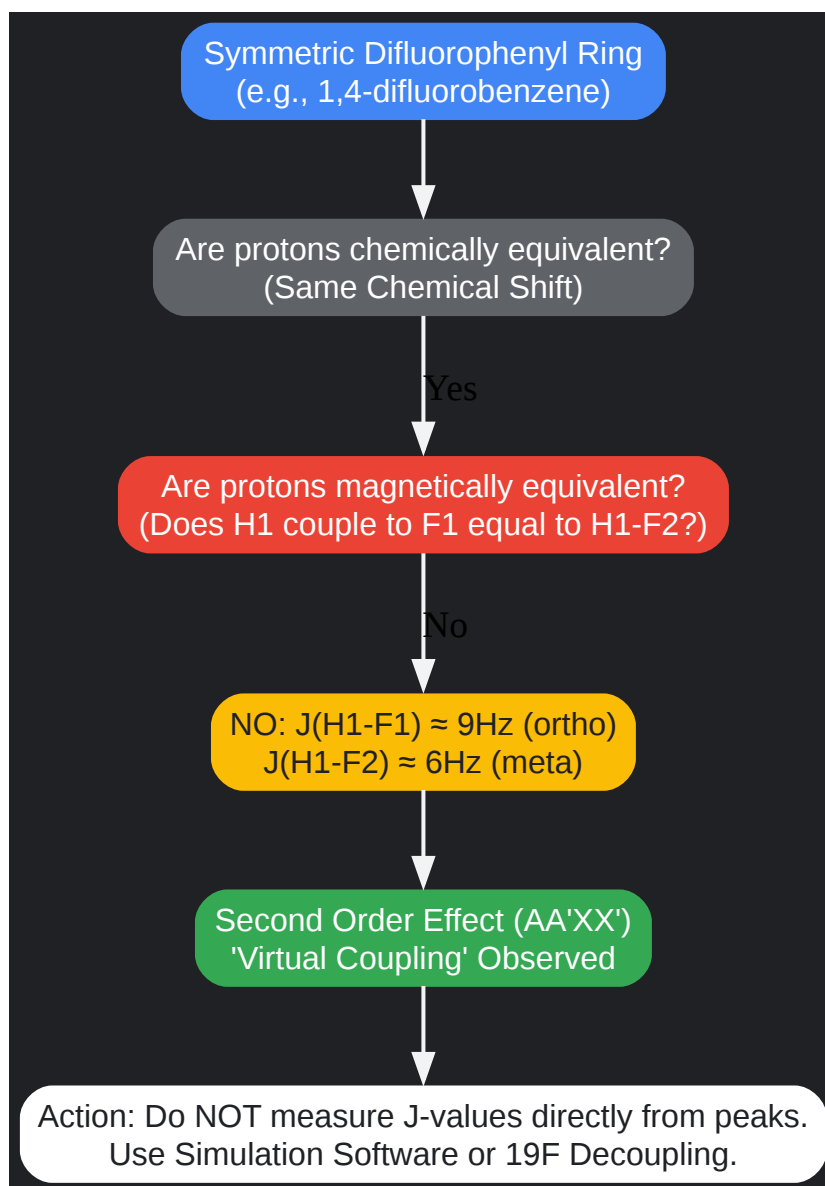 Symmetric Difluorophenyl Ring
(e.g., 1,4-difluorobenzene)
Are protons chemically equivalent?
(Same Chemical Shift)
Yes
Are protons magnetically equivalent?
(Does H1 couple to F1 equal to H1-F2?)
No
NO: J(H1-F1) ≈ 9Hz (ortho)
J(H1-F2) ≈ 6Hz (meta)
Second Order Effect (AA'XX')
'Virtual Coupling' Observed
Action: Do NOT measure J-values directly from peaks.
Use Simulation Software or 19F Decoupling.